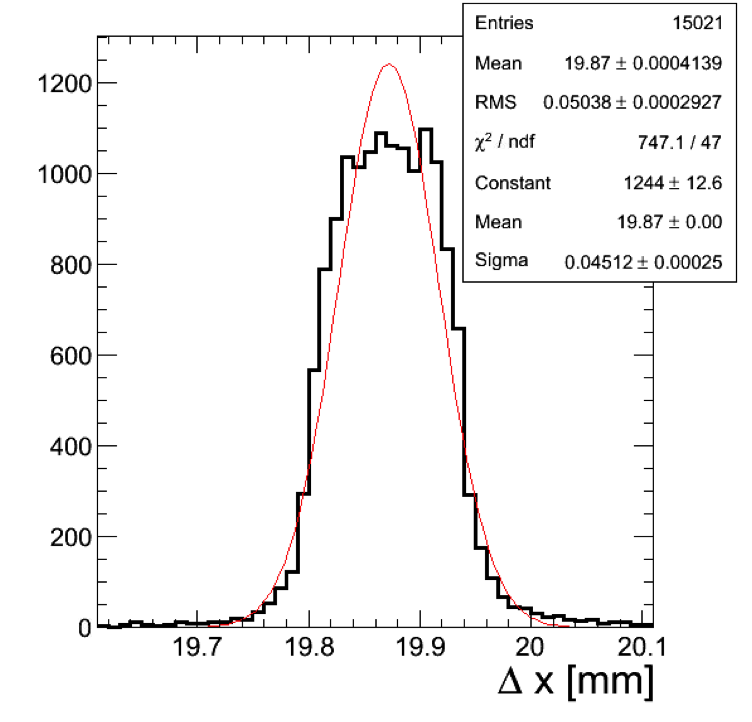 Entries 15021
Mean 19.87 ± 0.0004139
RMS 0.05038 ± 0.0002927
χ² / ndf 747.1 / 47
Constant 1244 ± 12.6
Mean 19.87 ± 0.00
Sigma 0.04512 ± 0.00025
1200
1000
800
600
400
200
0
19.7 19.8 19.9 20 20.1
Δ x [mm]